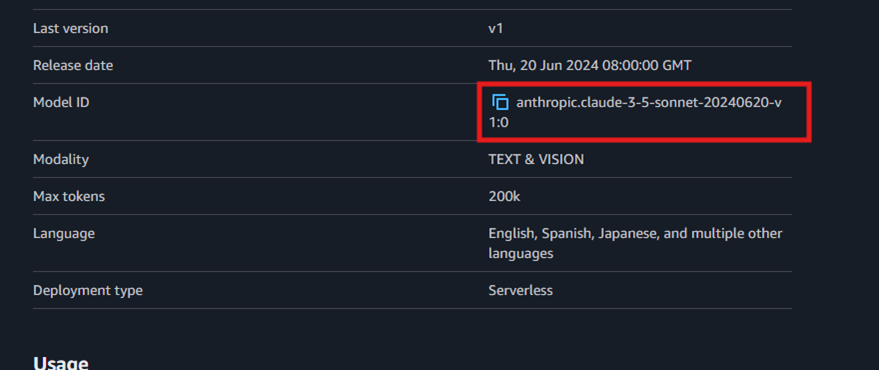 Last version
v1
Release date
Thu, 20 Jun 2024 08:00:00 GMT
Model ID
anthropic.claude-3-5-sonnet-20240620-v
1:0
Modality
TEXT & VISION
Max tokens
200k
Language
English, Spanish, Japanese, and multiple other
languages
Deployment type
Serverless
Usage